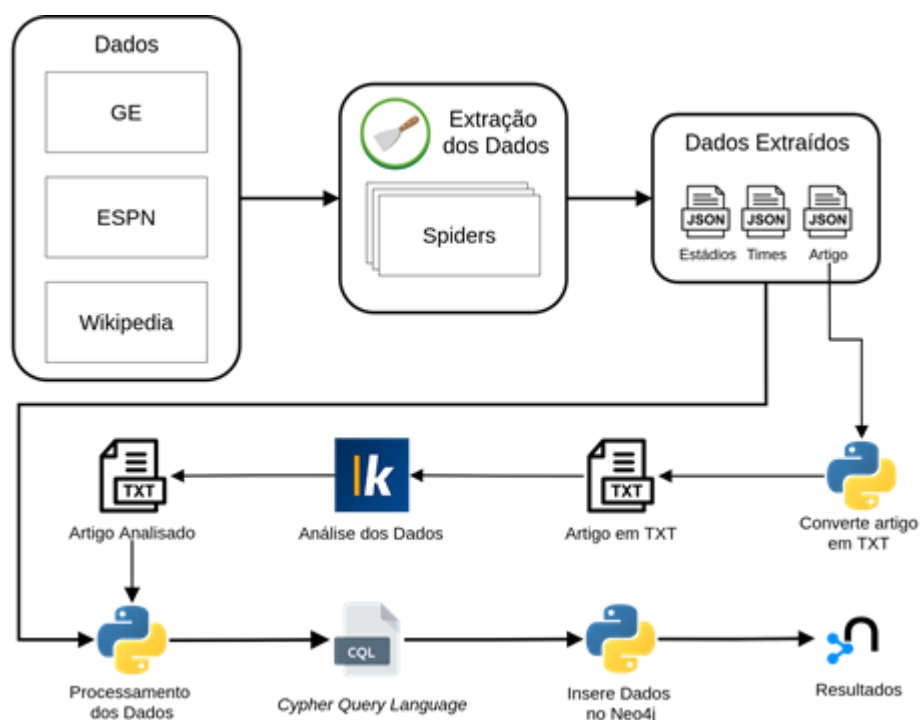 Dados
GE
ESPN
Wikipedia
Extração
dos Dados
Spiders
Dados Extraídos
JSON
JSON
JSON
Estádios
Times
Artigo
TXT
Artigo Analisado
k
Análise dos Dados
TXT
Artigo em TXT
Converte artigo
em TXT
Processamento
dos Dados
CQL
Cypher Query Language
Insere Dados
no Neo4j
Resultados